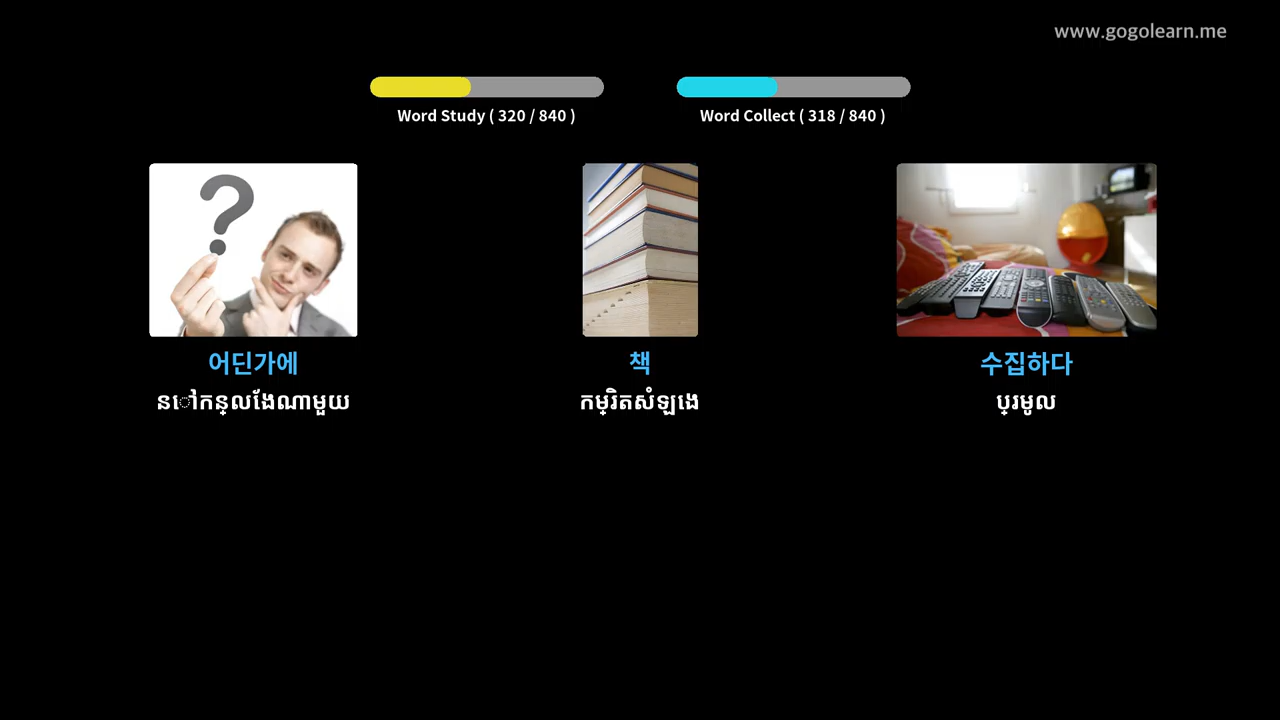 www.gogolearn.me
Word Study ( 320 / 840 )
Word Collect ( 318 / 840 )
어딘가에
책
수집하다
នៅកន្លែងណាមួយ
កម្រិតសំឡេង
ប្រមូល